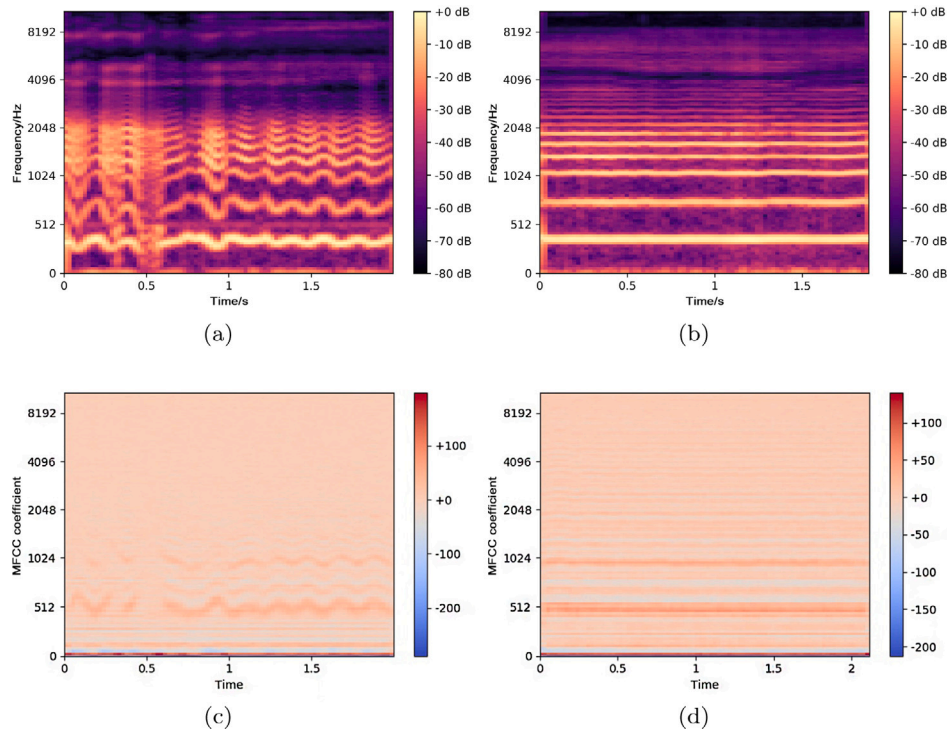 8192
4096
2048
1024
512
0
Frequency/Hz
0 0.5 1 1.5
Time/s
+0 dB
-10 dB
-20 dB
-30 dB
-40 dB
-50 dB
-60 dB
-70 dB
-80 dB
(a)
8192
4096
2048
1024
512
0
Frequency/Hz
0 0.5 1 1.5
Time/s
+0 dB
-10 dB
-20 dB
-30 dB
-40 dB
-50 dB
-60 dB
-70 dB
-80 dB
(b)
8192
4096
2048
1024
512
0
MFCC coefficient
0 0.5 1 1.5
Time
+100
+0
-100
-200
(c)
8192
4096
2048
1024
512
0
MFCC coefficient
0 0.5 1 1.5 2
Time
+100
+50
+0
-50
-100
-150
-200
(d)